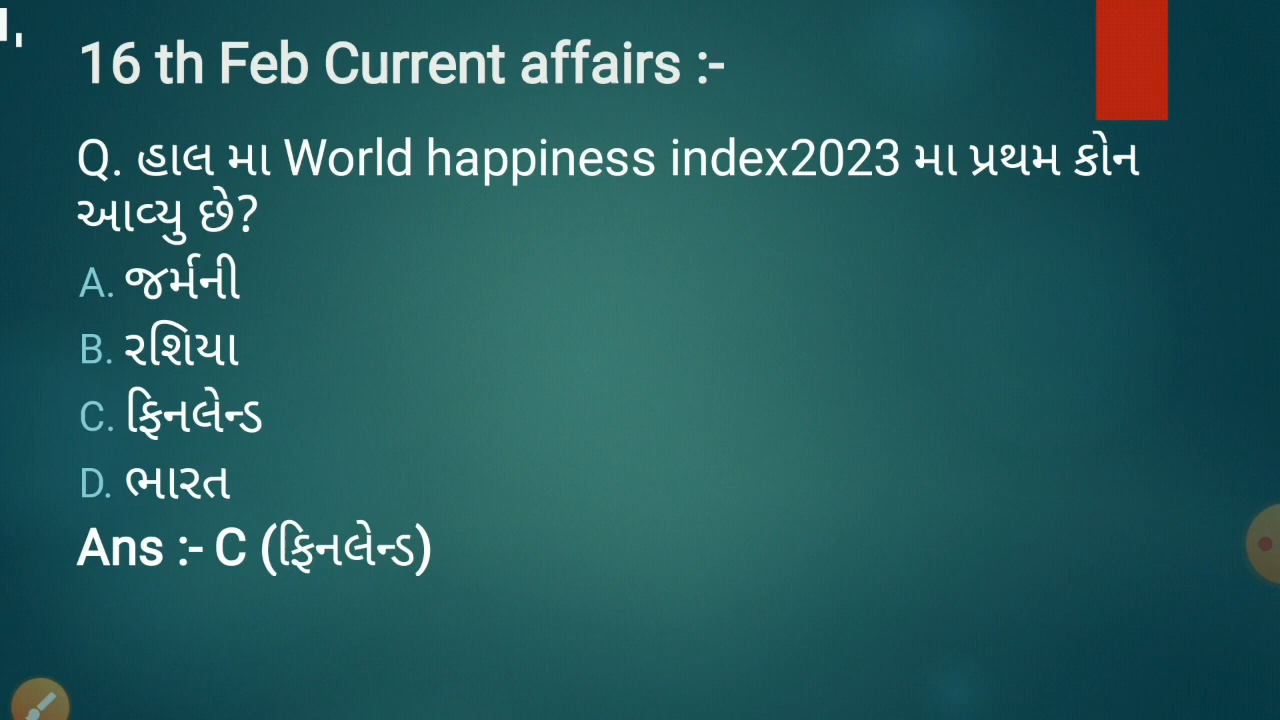 16 th Feb Current affairs :-
Q. હાલ મા World happiness index2023 મા પ્રથમ કોન
આવ્યુ છે?
A. જર્મની
B. રશિયા
C. ફિનલેન્ડ
D. ભારત
Ans :- C (ફિનલેન્ડ)